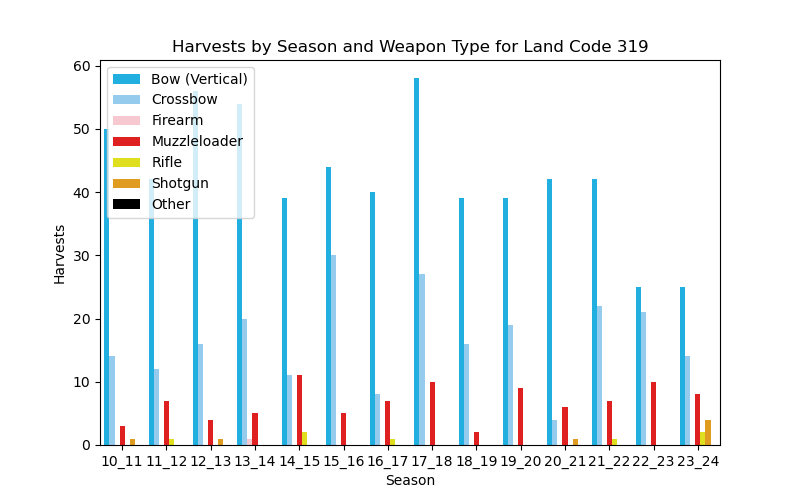 Harvests by Season and Weapon Type for Land Code 319
60
50
40
30
20
10
0
Harvests
Bow (Vertical)
Crossbow
Firearm
Muzzleloader
Rifle
Shotgun
Other
10_11 11_12 12_13 13_14 14_15 15_16 16_17 17_18 18_19 19_20 20_21 21_22 22_23 23_24
Season